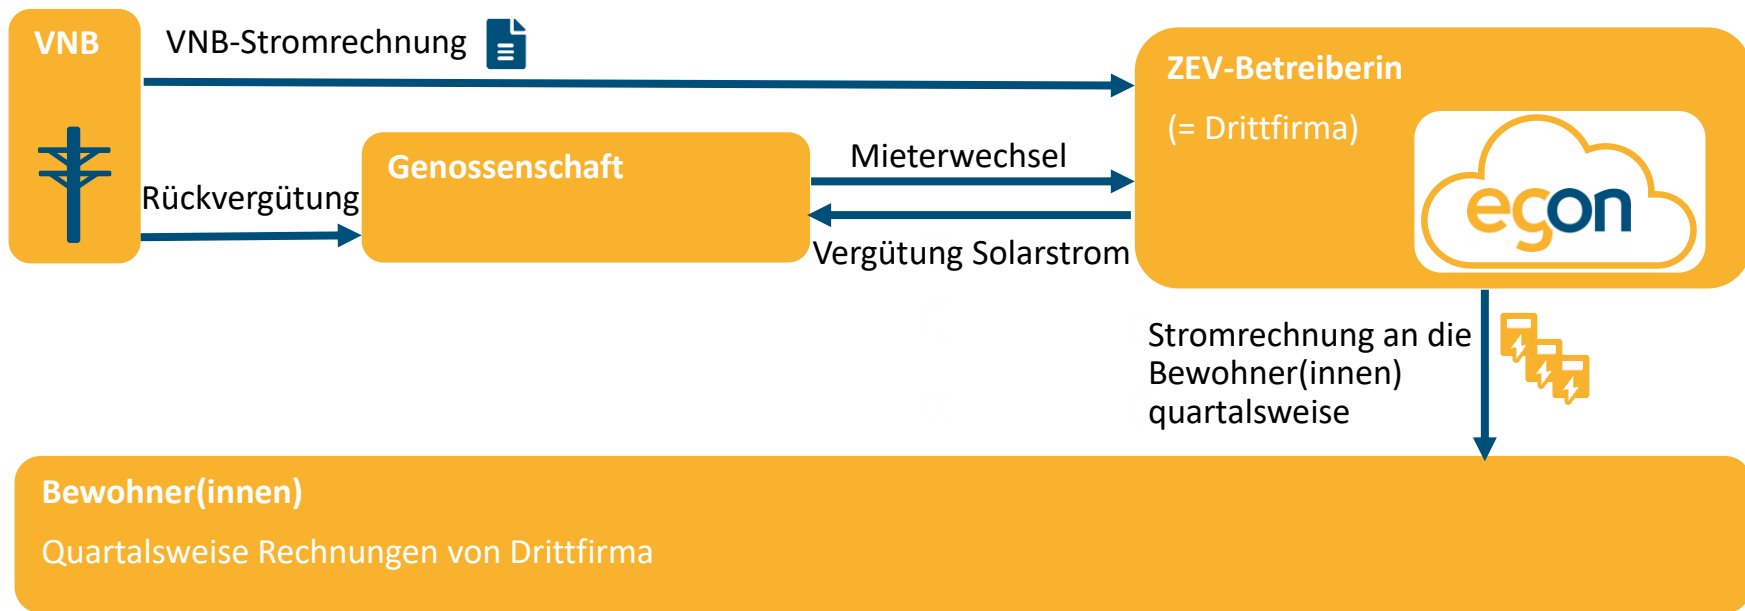 VNB
VNB-Stromrechnung
ZEV-Betreiberin
(= Drittfirma)
egon
Genossenschaft
Mieterwechsel
Rückvergütung
Vergütung Solarstrom
Stromrechnung an die
Bewohner(innen)
quartalsweise
Bewohner(innen)
Quartalsweise Rechnungen von Drittfirma